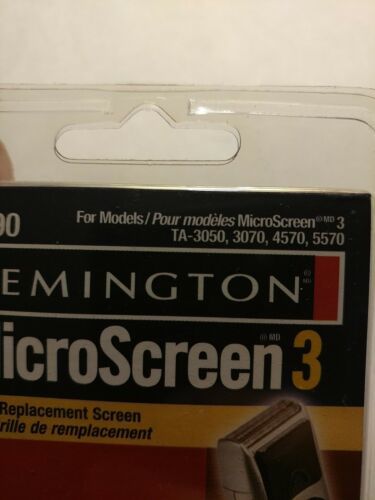 90
For Models / Pour modèles MicroScreen®MD 3
TA-3050, 3070, 4570, 5570
EMINGTON®MD
icroScreen®MD 3
Replacement Screen
rille de remplacement